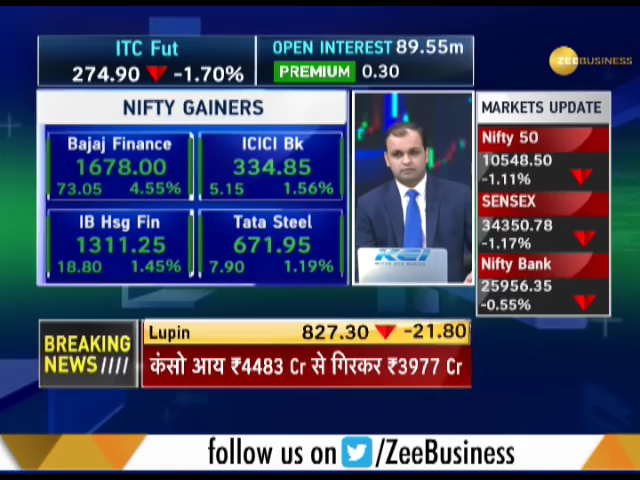 ITC Fut
274.90 -1.70%
OPEN INTEREST 89.55m
PREMIUM 0.30
ZEEBUSINESS
NIFTY GAINERS
Bajaj Finance
1678.00
73.05 4.55%
ICICI Bk
334.85
5.15 1.56%
IB Hsg Fin
1311.25
18.80 1.45%
Tata Steel
671.95
7.90 1.19%
MARKETS UPDATE
Nifty 50
10548.50
-1.11%
SENSEX
34350.78
-1.17%
Nifty Bank
25956.35
-0.55%
BREAKING
NEWS ////
Lupin 827.30 -21.80
कंसो आय ₹4483 Cr से गिरकर ₹3977 Cr
follow us on /ZeeBusiness